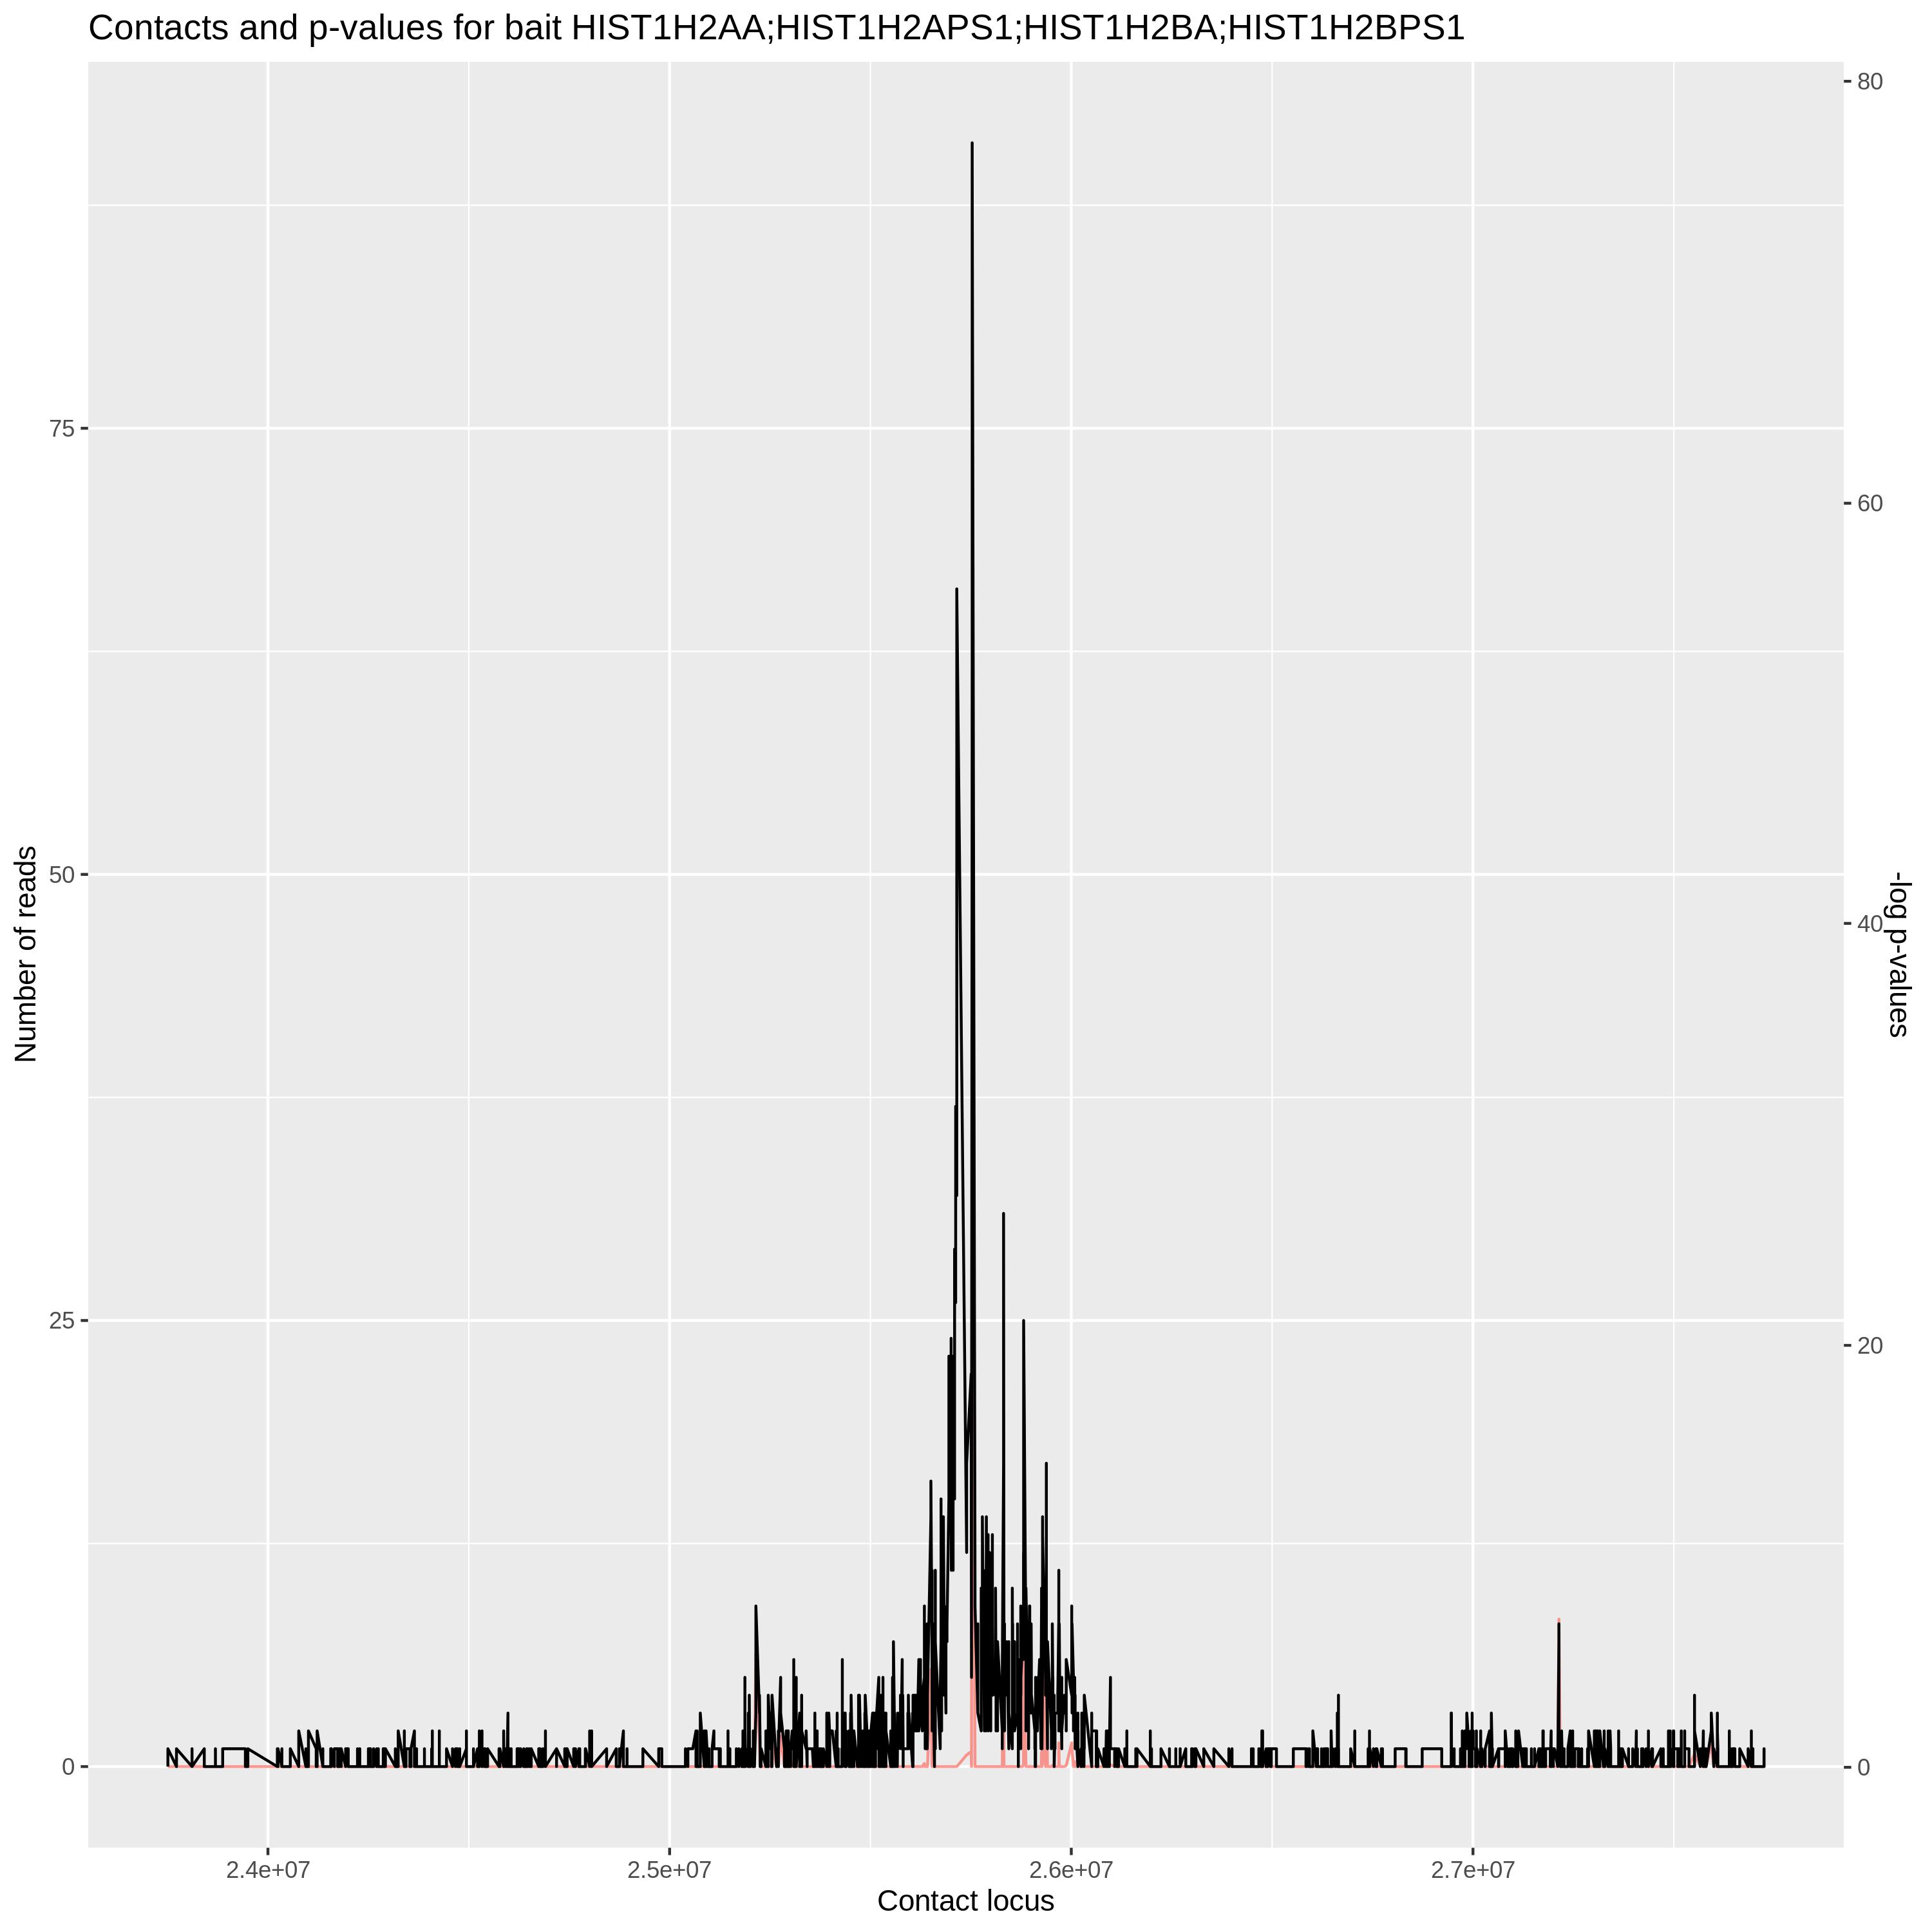 Contacts and p-values for bait HIST1H2AA;HIST1H2APS1;HIST1H2BA;HIST1H2BPS1
80
75
60
Number of reads
50
40
-log p-values
25
20
0
0
2.4e+07
2.5e+07
2.6e+07
2.7e+07
Contact locus